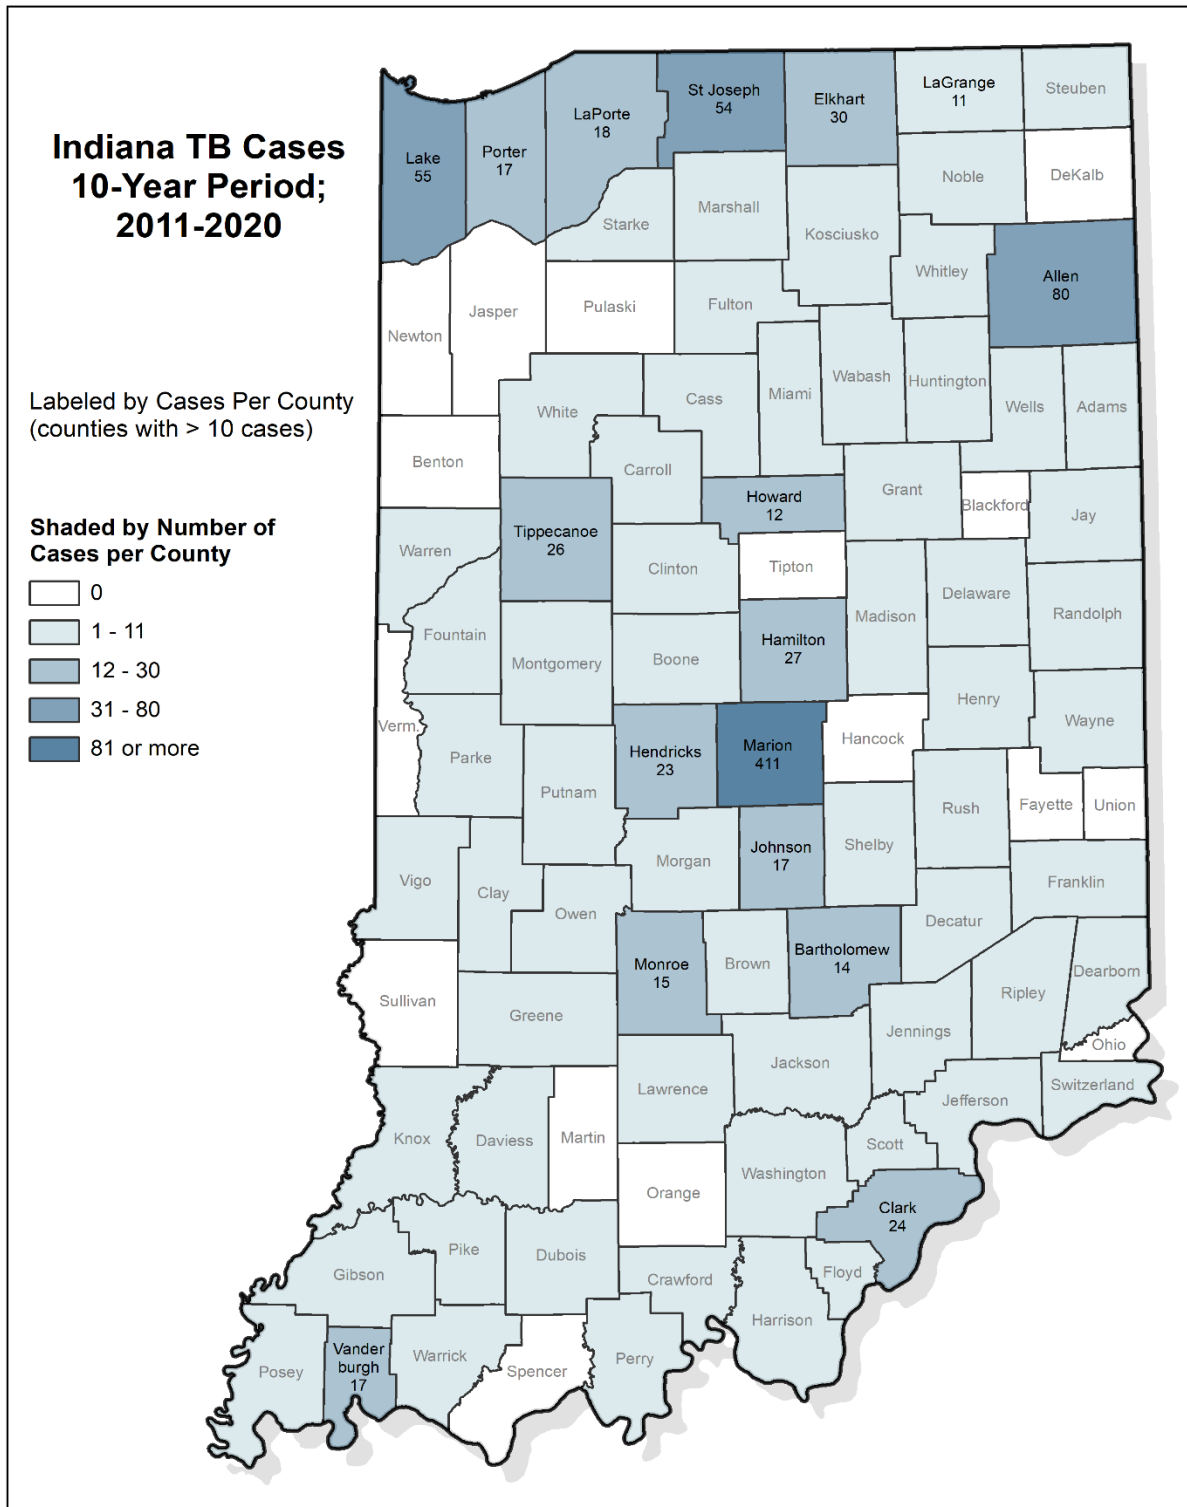 Indiana TB Cases
10-Year Period;
2011-2020
Labeled by Cases Per County
(counties with > 10 cases)
Shaded by Number of
Cases per County
0
1 - 11
12 - 30
31 - 80
81 or more
Lake
55
Porter
17
LaPorte
18
St Joseph
54
Elkhart
30
LaGrange
11
Steuben
Noble
DeKalb
Starke
Marshall
Kosciusko
Whitley
Allen
80
Newton
Jasper
Pulaski
Fulton
White
Cass
Miami
Wabash
Huntington
Wells
Adams
Benton
Carroll
Howard
12
Grant
Blackford
Jay
Warren
Tippecanoe
26
Clinton
Tipton
Madison
Delaware
Randolph
Fountain
Montgomery
Boone
Hamilton
27
Henry
Wayne
Verm.
Parke
Putnam
Hendricks
23
Marion
411
Hancock
Rush
Fayette
Union
Vigo
Clay
Owen
Morgan
Johnson
17
Shelby
Franklin
Decatur
Sullivan
Greene
Monroe
15
Brown
Bartholomew
14
Jennings
Ripley
Dearborn
Ohio
Switzerland
Knox
Daviess
Martin
Lawrence
Jackson
Jefferson
Scott
Orange
Washington
Clark
24
Gibson
Pike
Dubois
Crawford
Harrison
Floyd
Posey
Vander
burgh
17
Warrick
Spencer
Perry